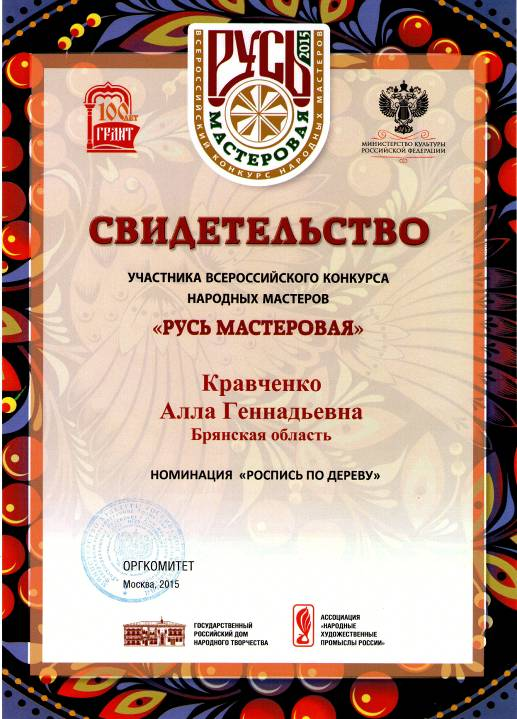 РУСЬ
2015
МАСТЕРОВАЯ
ВСЕРОССИЙСКИЙ КОНКУРС НАРОДНЫХ МАСТЕРОВ
100 ЛЕТ
ГРДНТ
МИНИСТЕРСТВО КУЛЬТУРЫ
РОССИЙСКОЙ ФЕДЕРАЦИИ
СВИДЕТЕЛЬСТВО
УЧАСТНИКА ВСЕРОССИЙСКОГО КОНКУРСА
НАРОДНЫХ МАСТЕРОВ
«РУСЬ МАСТЕРОВАЯ»
Кравченко
Алла Геннадьевна
Брянская область
НОМИНАЦИЯ «РОСПИСЬ ПО ДЕРЕВУ»
ОРГКОМИТЕТ
Москва, 2015
ГОСУДАРСТВЕННЫЙ
РОССИЙСКИЙ ДОМ
НАРОДНОГО ТВОРЧЕСТВА
АССОЦИАЦИЯ
«НАРОДНЫЕ
ХУДОЖЕСТВЕННЫЕ
ПРОМЫСЛЫ РОССИИ»